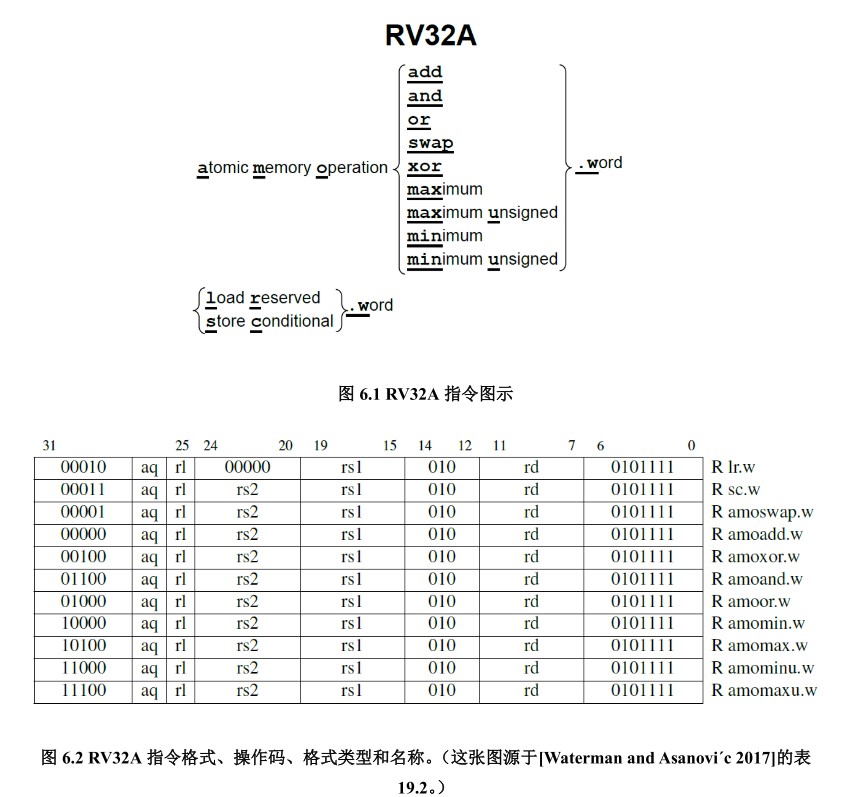 RV32A
add
and
or
swap
atomic memory operation xor .word
maximum
maximum unsigned
minimum
minimum unsigned
load reserved
store conditional .word
图 6.1 RV32A 指令图示
31 25 24 20 19 15 14 12 11 7 6 0
00010 aq rl 00000 rs1 010 rd 0101111 R lr.w
00011 aq rl rs2 rs1 010 rd 0101111 R sc.w
00001 aq rl rs2 rs1 010 rd 0101111 R amoswap.w
00000 aq rl rs2 rs1 010 rd 0101111 R amoadd.w
00100 aq rl rs2 rs1 010 rd 0101111 R amoxor.w
01100 aq rl rs2 rs1 010 rd 0101111 R amoand.w
01000 aq rl rs2 rs1 010 rd 0101111 R amoor.w
10000 aq rl rs2 rs1 010 rd 0101111 R amomin.w
10100 aq rl rs2 rs1 010 rd 0101111 R amomax.w
11000 aq rl rs2 rs1 010 rd 0101111 R amominu.w
11100 aq rl rs2 rs1 010 rd 0101111 R amomaxu.w
图 6.2 RV32A 指令格式、操作码、格式类型和名称。（这张图源于[Waterman and Asanovi´c 2017]的表
19.2。）